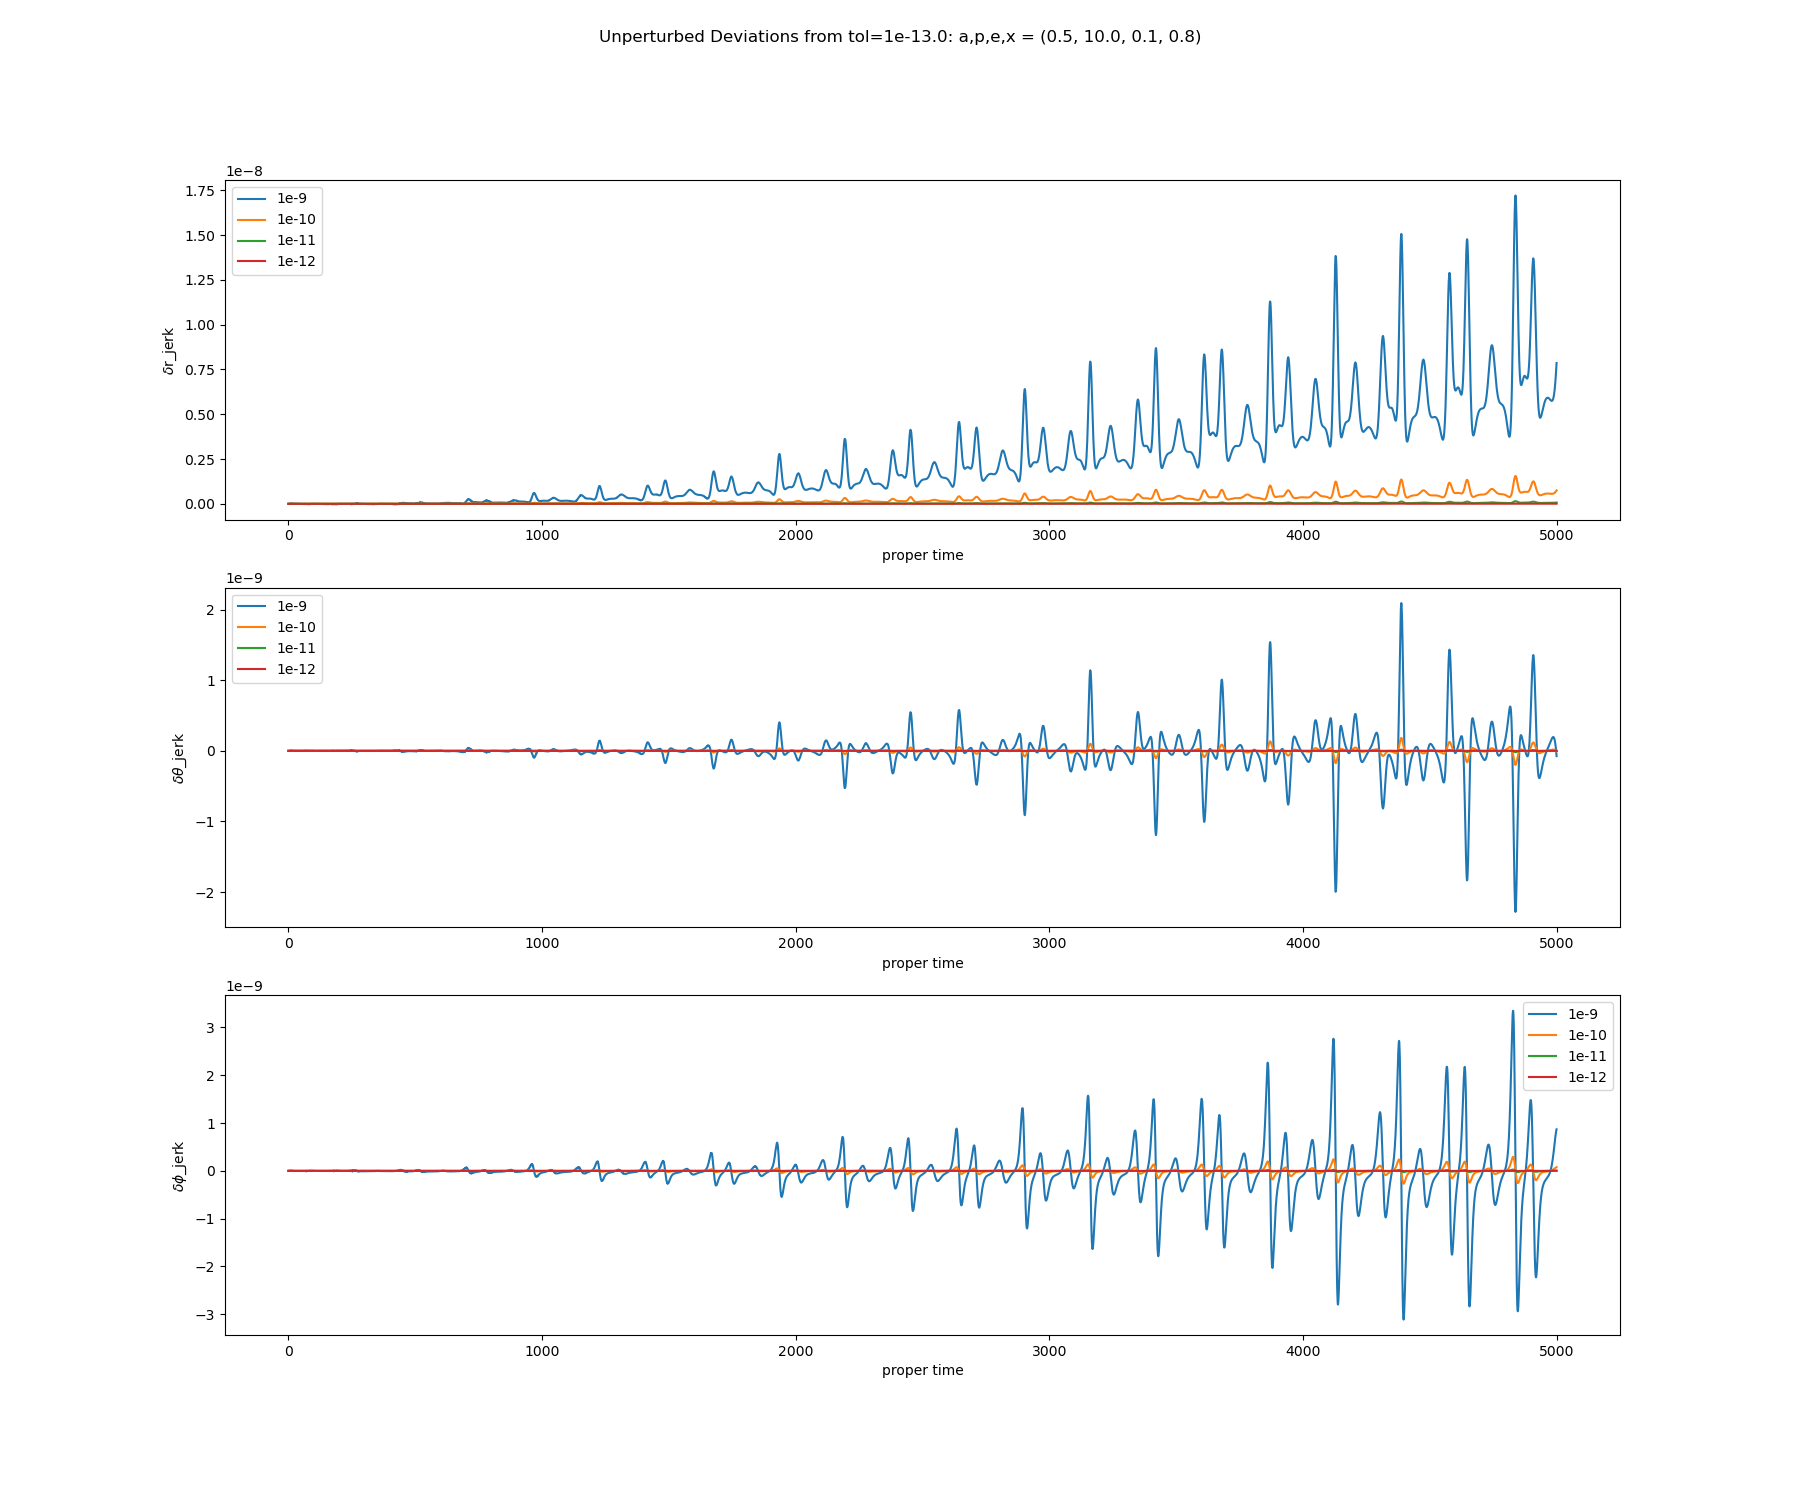 Unperturbed Deviations from tol=1e-13.0: a,p,e,x = (0.5, 10.0, 0.1, 0.8)
1e−8
1.75
1.50
1.25
1.00
0.75
0.50
0.25
0.00
δr_jerk
1e-9
1e-10
1e-11
1e-12
0 1000 2000 3000 4000 5000
proper time
1e−9
2
1
0
−1
−2
δθ_jerk
1e-9
1e-10
1e-11
1e-12
0 1000 2000 3000 4000 5000
proper time
1e−9
3
2
1
0
−1
−2
−3
δϕ_jerk
1e-9
1e-10
1e-11
1e-12
0 1000 2000 3000 4000 5000
proper time